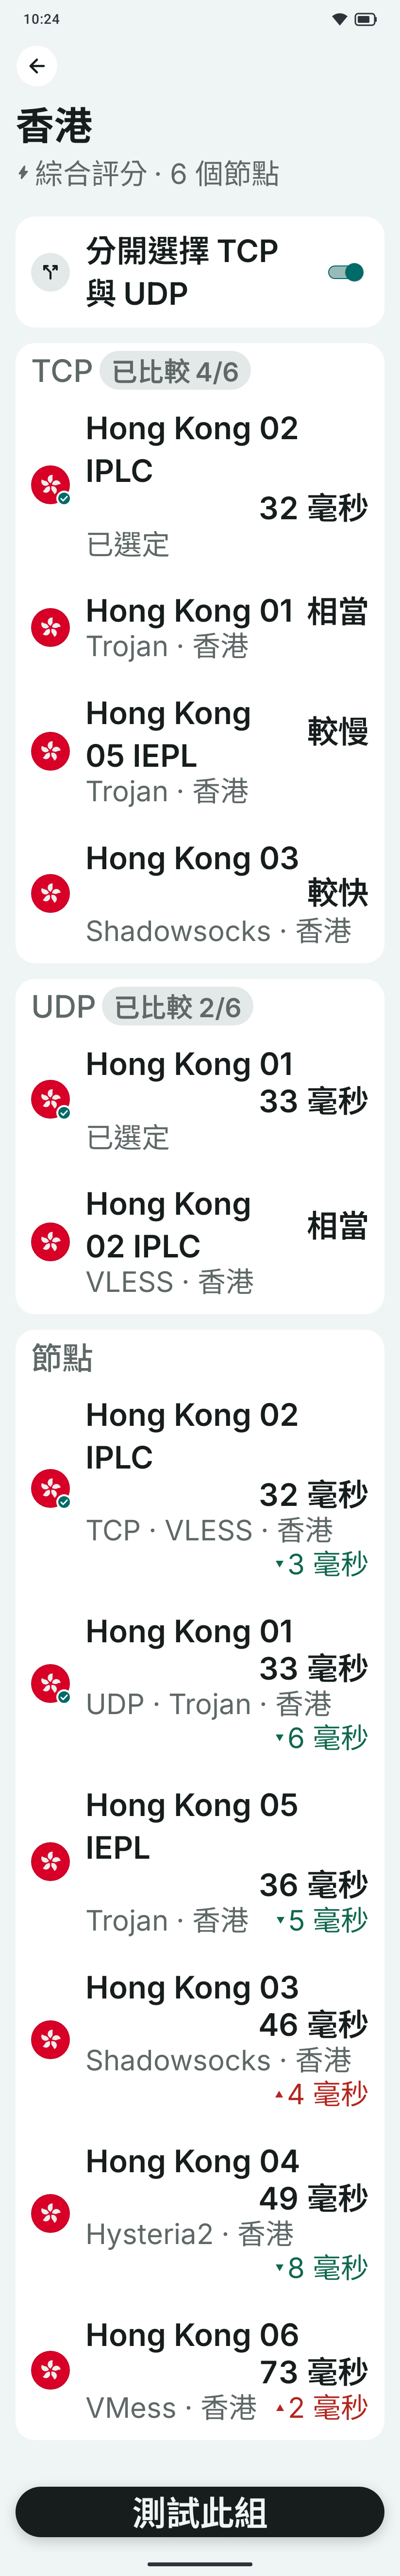 10:24
香港
綜合評分 · 6 個節點
分開選擇 TCP
與 UDP
TCP 已比較 4/6
Hong Kong 02
IPLC
32 毫秒
已選定
Hong Kong 01 相當
Trojan · 香港
Hong Kong
05 IEPL
較慢
Trojan · 香港
Hong Kong 03
較快
Shadowsocks · 香港
UDP 已比較 2/6
Hong Kong 01
33 毫秒
已選定
Hong Kong
02 IPLC
相當
VLESS · 香港
節點
Hong Kong 02
IPLC
32 毫秒
TCP · VLESS · 香港
▾3 毫秒
Hong Kong 01
33 毫秒
UDP · Trojan · 香港
▾6 毫秒
Hong Kong 05
IEPL
36 毫秒
Trojan · 香港 ▾5 毫秒
Hong Kong 03
46 毫秒
Shadowsocks · 香港
▴4 毫秒
Hong Kong 04
49 毫秒
Hysteria2 · 香港
▾8 毫秒
Hong Kong 06
73 毫秒
VMess · 香港 ▴2 毫秒
測試此組